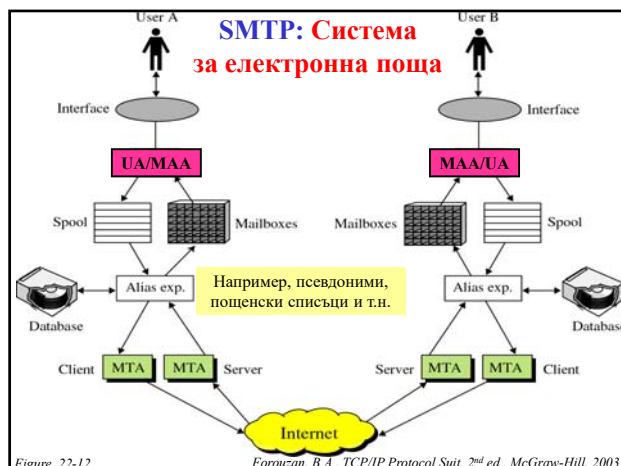 User A
User B
SMTP: Система
за електронна поща
Interface
Interface
UA/MAA
MAA/UA
Spool
Mailboxes
Mailboxes
Spool
Alias exp.
Например, псевдоними,
пощенски списъци и т.н.
Alias exp.
Database
Database
Client
MTA
MTA
Server
Server
MTA
MTA
Client
Internet
Figure 22-12
Forouzan, B.A., TCP/IP Protocol Suit, 2nd ed., McGraw-Hill, 2003